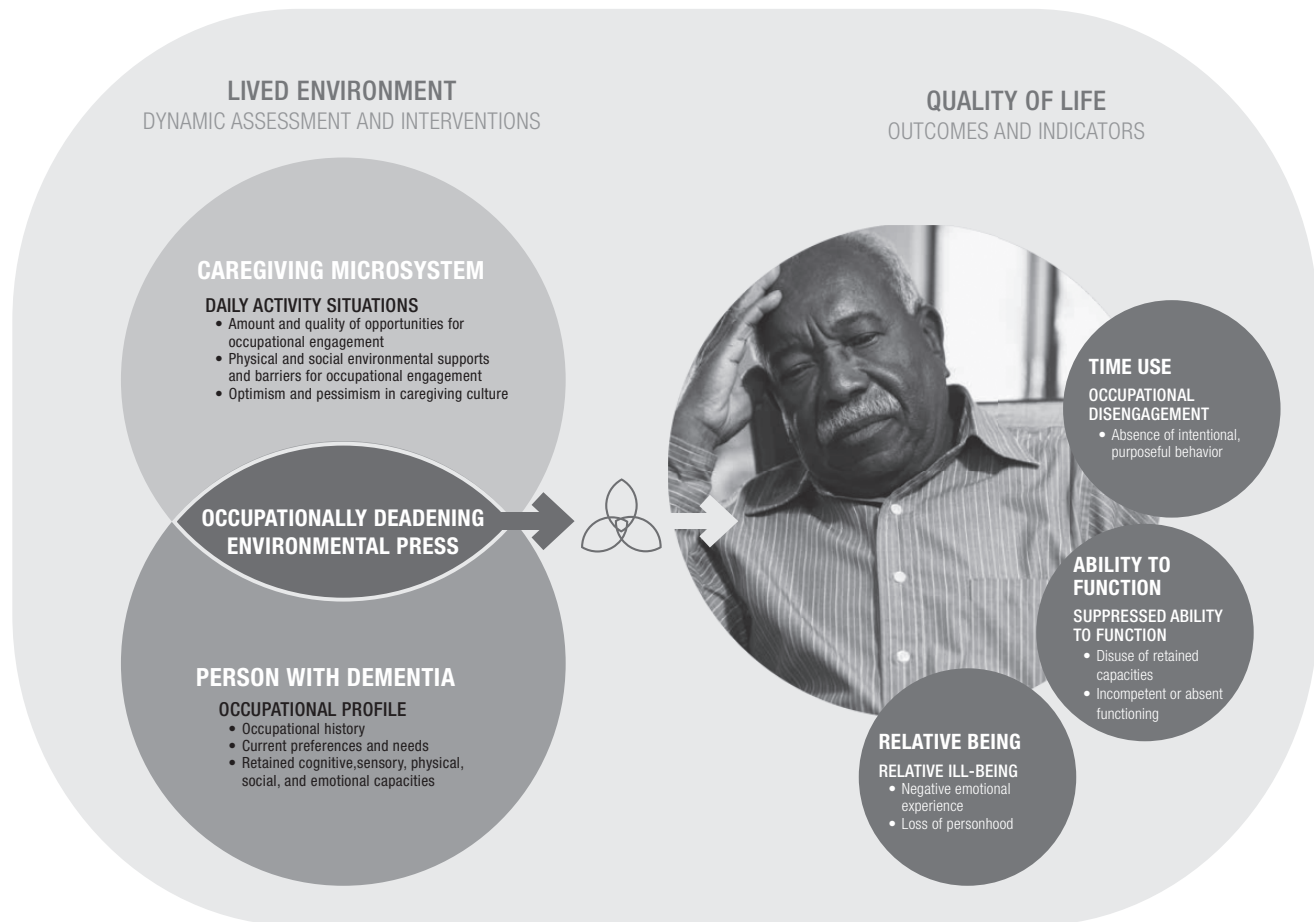 LIVED ENVIRONMENT
DYNAMIC ASSESSMENT AND INTERVENTIONS
CAREGIVING MICROSYSTEM
DAILY ACTIVITY SITUATIONS
• Amount and quality of opportunities for
occupational engagement
• Physical and social environmental supports
and barriers for occupational engagement
• Optimism and pessimism in caregiving culture
OCCUPATIONALLY DEADENING
ENVIRONMENTAL PRESS
PERSON WITH DEMENTIA
OCCUPATIONAL PROFILE
• Occupational history
• Current preferences and needs
• Retained cognitive,sensory, physical,
social, and emotional capacities
QUALITY OF LIFE
OUTCOMES AND INDICATORS
TIME USE
OCCUPATIONAL
DISENGAGEMENT
• Absence of intentional,
purposeful behavior
ABILITY TO
FUNCTION
SUPPRESSED ABILITY
TO FUNCTION
• Disuse of retained
capacities
• Incompetent or absent
functioning
RELATIVE BEING
RELATIVE ILL-BEING
• Negative emotional
experience
• Loss of personhood